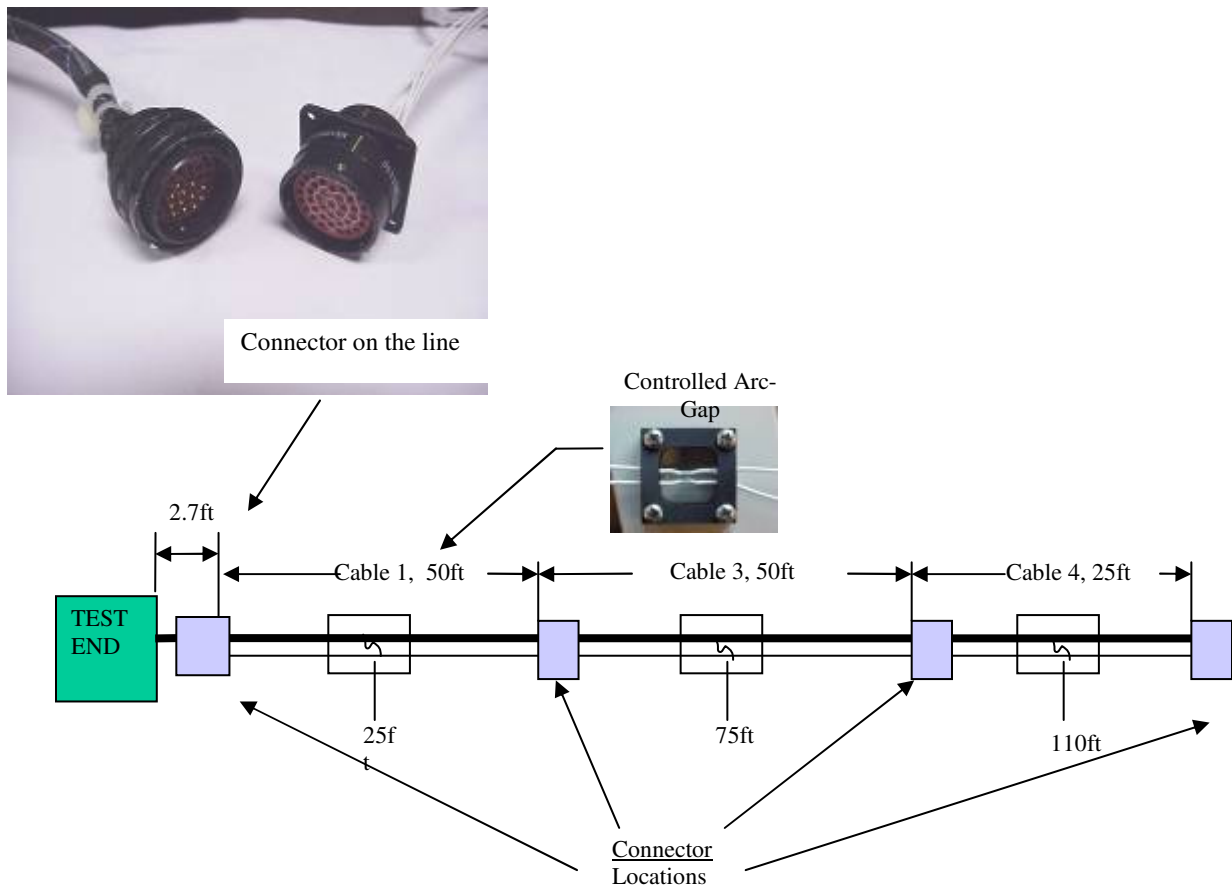 Connector on the line
Controlled Arc-
Gap
2.7ft
Cable 1, 50ft
Cable 3, 50ft
Cable 4, 25ft
TEST
END
25f
t
75ft
110ft
Connector
Locations